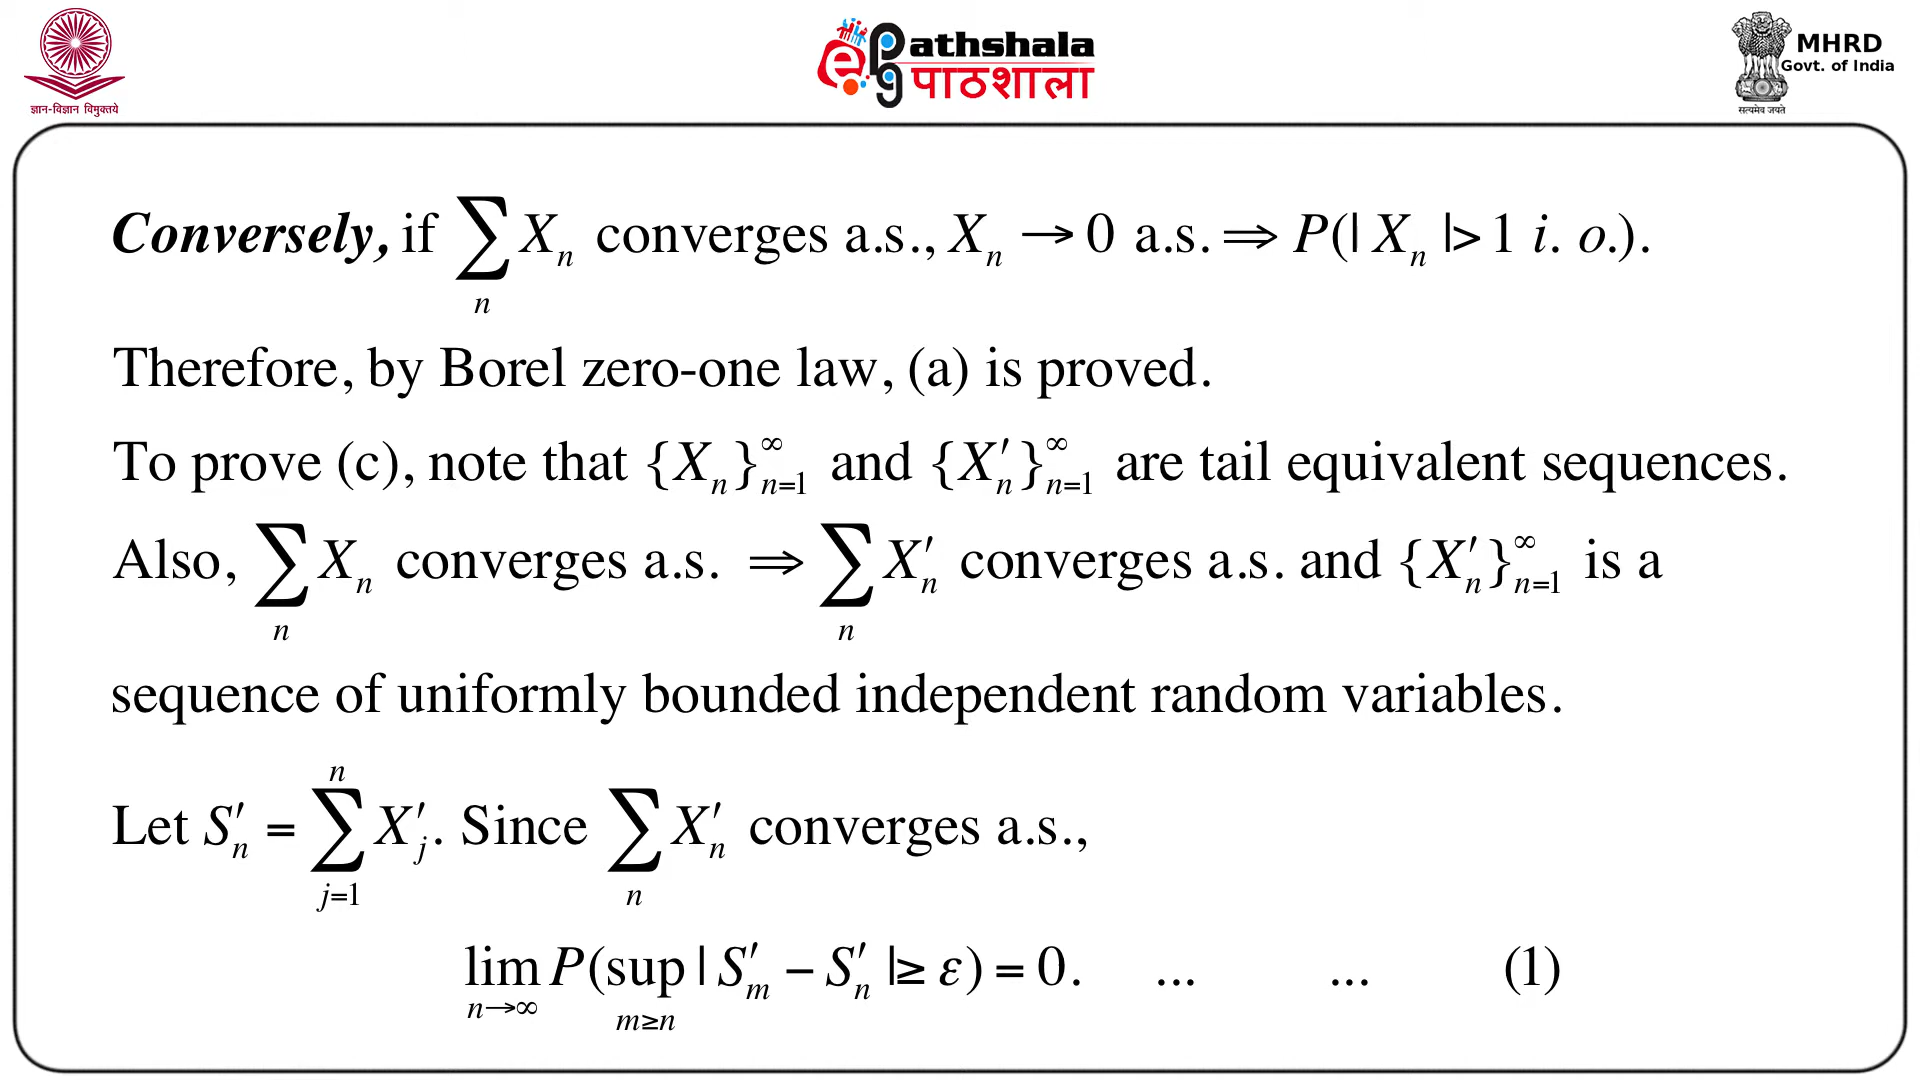 ज्ञान-विज्ञान विमुक्तये
e PG Pathshala
पाठशाला
MHRD
Govt. of India
सत्यमेव जयते
Conversely, if ∑_n X_n converges a.s., X_n → 0 a.s. ⇒ P(| X_n |> 1 i. o.).
Therefore, by Borel zero-one law, (a) is proved.
To prove (c), note that {X_n}_{n=1}^∞ and {X′_n}_{n=1}^∞ are tail equivalent sequences.
Also, ∑_n X_n converges a.s. ⇒ ∑_n X′_n converges a.s. and {X′_n}_{n=1}^∞ is a
sequence of uniformly bounded independent random variables.
Let S′_n = ∑_{j=1}^n X′_j. Since ∑_n X′_n converges a.s.,
lim_{n→∞} P(sup_{m≥n} | S′_m − S′_n |≥ ε) = 0. ... ... (1)